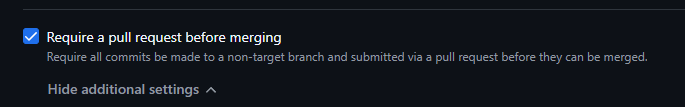 Require a pull request before merging
Require all commits be made to a non-target branch and submitted via a pull request before they can be merged.
Hide additional settings